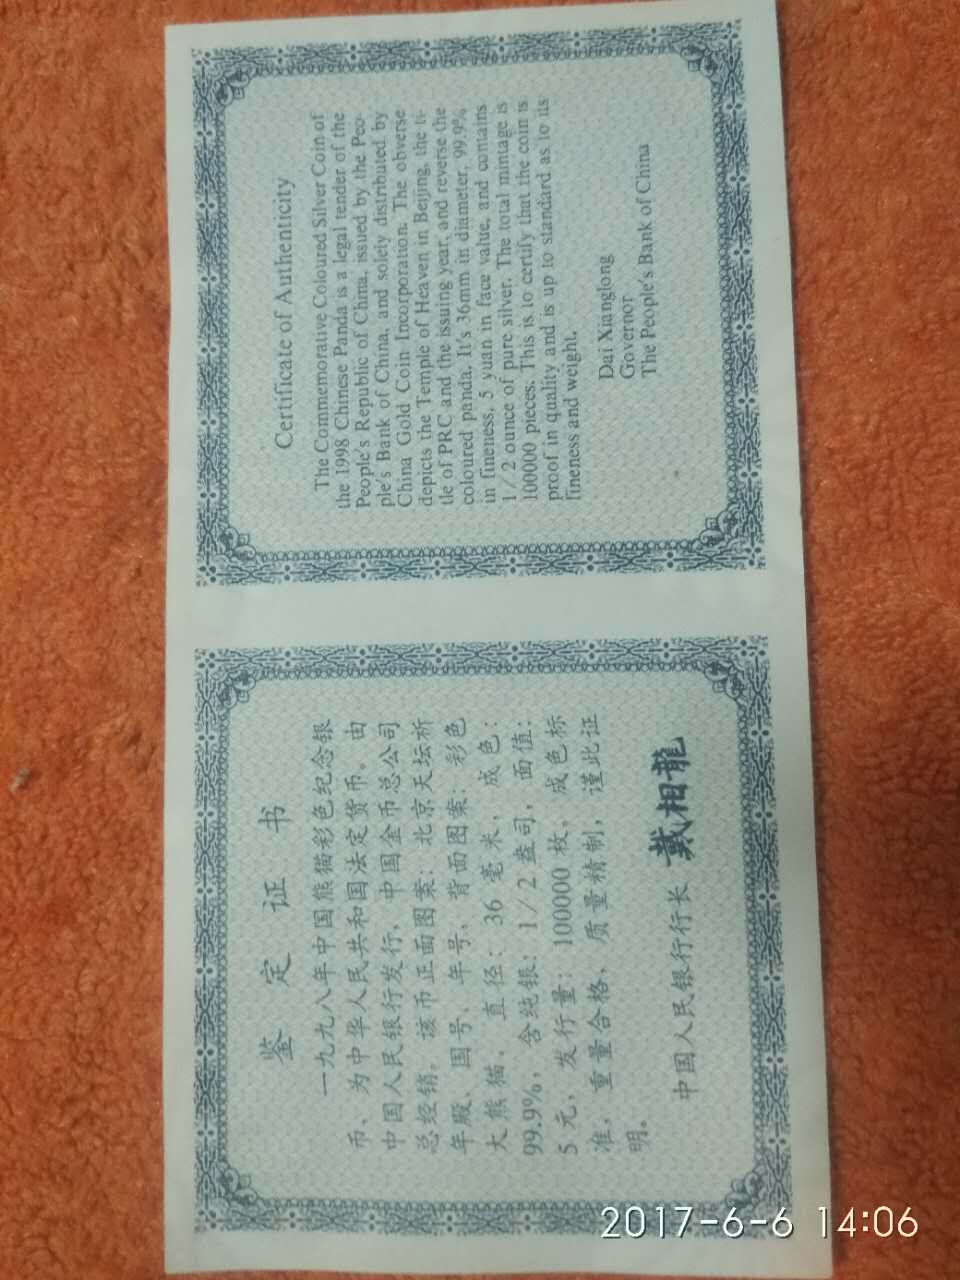 鉴定证书
一九九八年中国熊猫彩色纪念银
币、为中华人民共和国法定货币。由
中国人民银行发行、中国金币总公司
总经销。该币正面图案：北京天坛祈
年殿、国号、年号、背面图案：彩色
大熊猫、直径：36毫米，成色：
99.9%，含纯银：1/2盎司，面值：
5元，发行量：100000枚，成色标
准，重量合格，质量精制，谨此证
明。
中国人民银行行长 戴相龍
Certificate of Authenticity
The Commemorative Coloured Silver Coin of
the 1998 Chinese Panda is a legal tender of the
People's Republic of China, issued by the Peo-
ple's Bank of China, and solely distributed by
China Gold Coin Incorporation. The obverse
depicts the Temple of Heaven in Beijing, the ti-
tle of PRC and the issuing year, and reverse the
coloured panda. It's 36mm in diameter, 99.9%
in fineness, 5 yuan in face value, and contains
1/2 ounce of pure silver. The total mintage is
100000 pieces. This is to certify that the coin is
proof in quality and is up to standard as to its
fineness and weight.
Dai Xianglong
Governor
The People's Bank of China
2017-6-6 14:06